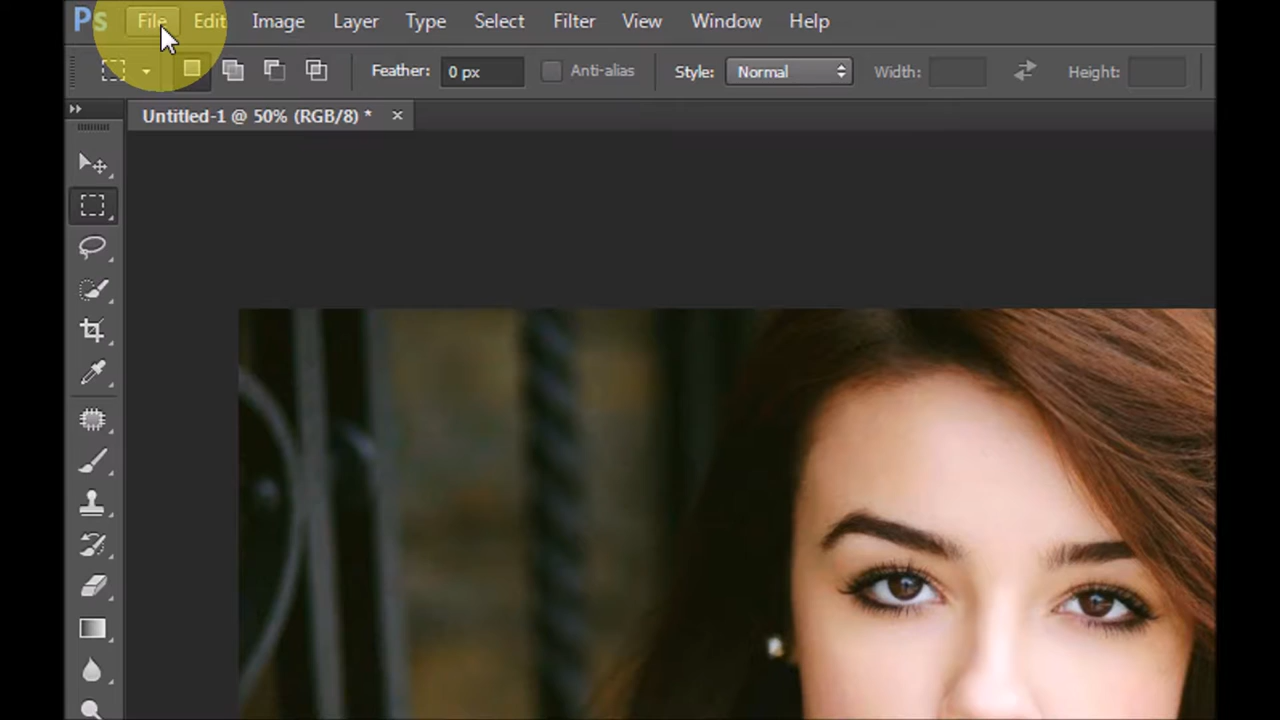 Ps File Edit Image Layer Type Select Filter View Window Help
Feather: 0 px Anti-alias Style: Normal Width: Height:
Untitled-1 @ 50% (RGB/8) * ×